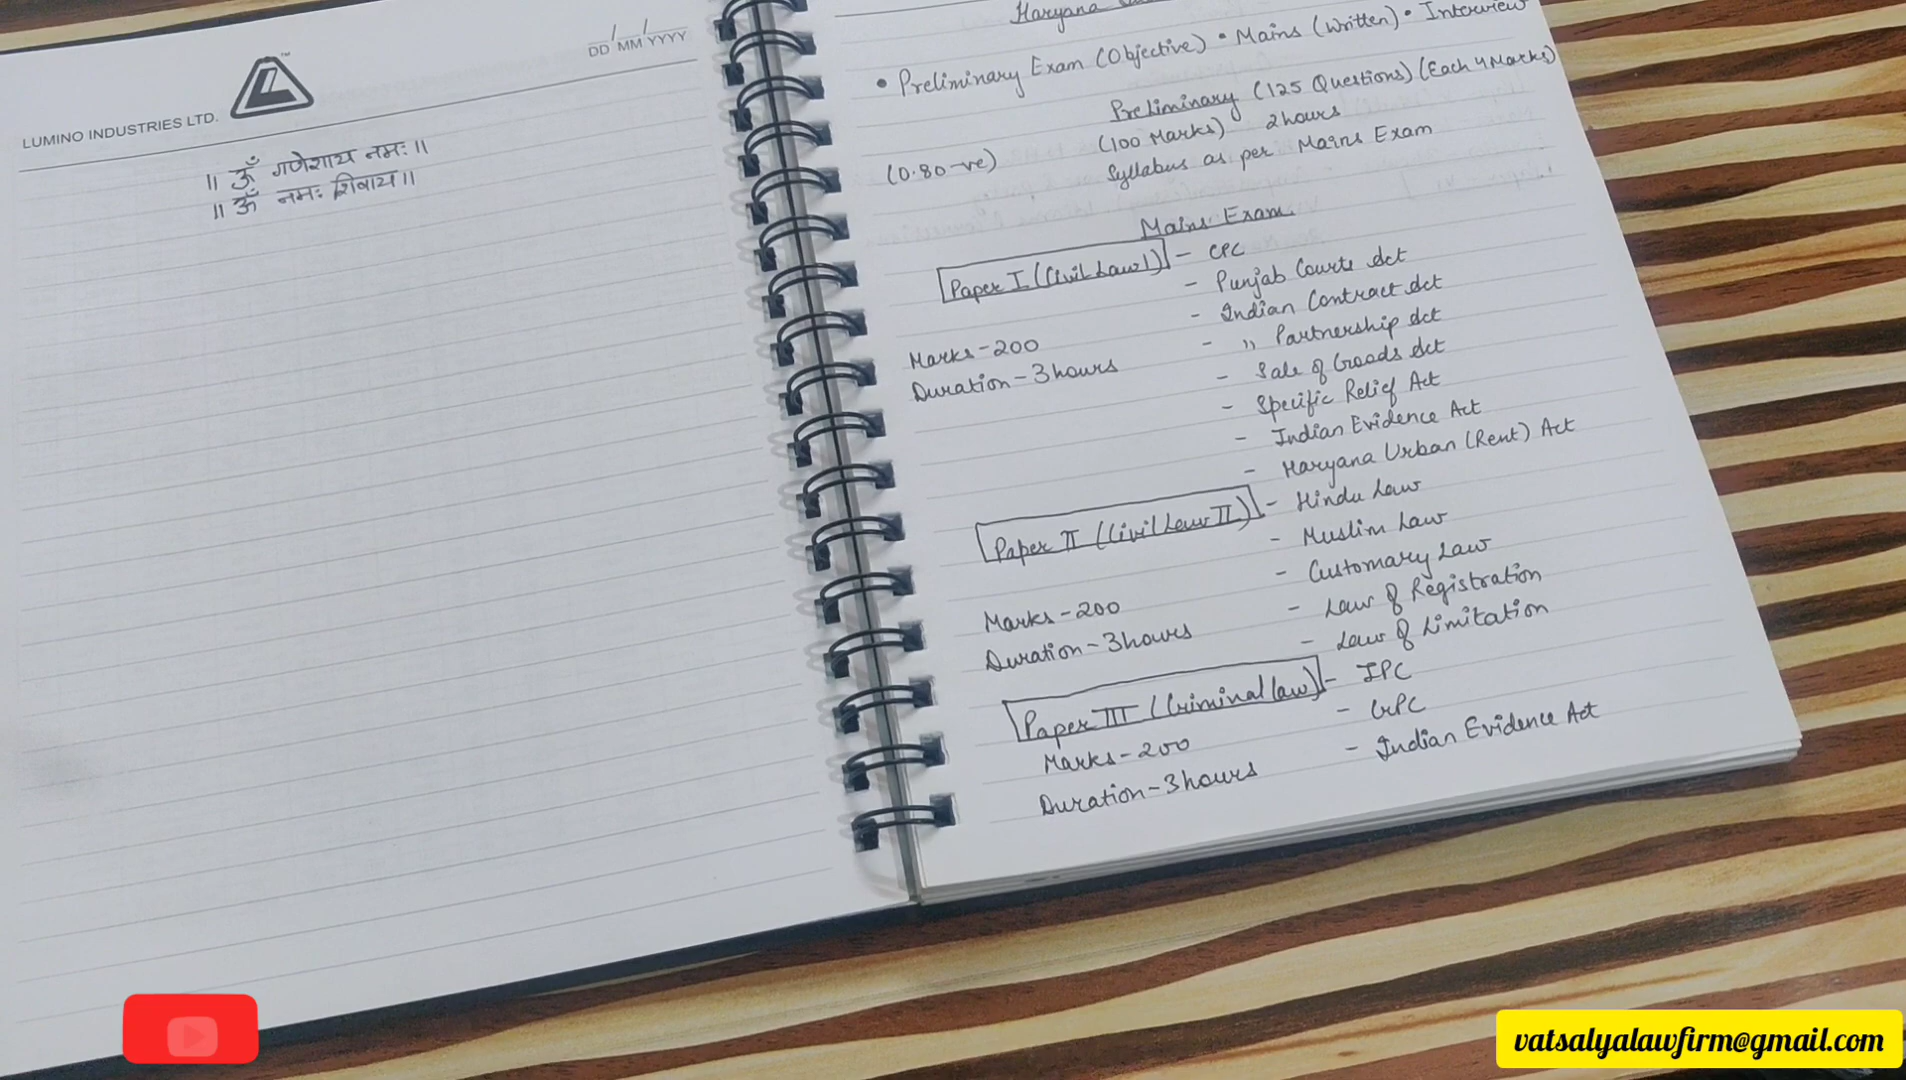 LUMINO INDUSTRIES LTD.
DD / MM / YYYY
॥ ॐ गणेशाय नमः ॥
॥ ॐ नमः शिवाय ॥
Haryana
• Preliminary Exam (Objective) • Mains (Written) • Interview
Preliminary (125 Questions) (Each 4 Marks)
(100 Marks) 2 hours
(0.80 -ve) Syllabus as per Mains Exam
Mains Exam
Paper I (Civil Law I) - CPC
- Punjab Courts Act
- Indian Contract Act
Marks - 200 - " Partnership Act
Duration - 3 hours - Sale of Goods Act
- Specific Relief Act
- Indian Evidence Act
- Haryana Urban (Rent) Act
Paper II (Civil Law II) - Hindu Law
- Muslim Law
- Customary Law
Marks - 200 - Law of Registration
Duration - 3 hours - Law of Limitation
Paper III (Criminal Law) - IPC
Marks - 200 - CrPC
Duration - 3 hours - Indian Evidence Act
vatsalyalawfirm@gmail.com